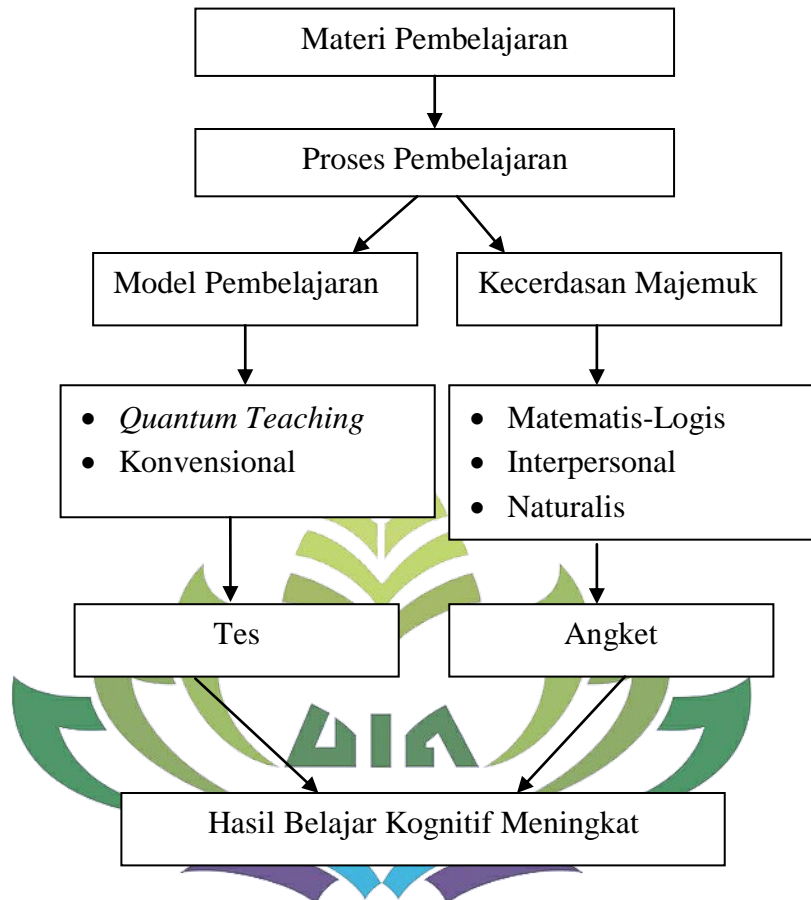 Materi Pembelajaran
Proses Pembelajaran
Model Pembelajaran
Kecerdasan Majemuk
• Quantum Teaching
• Konvensional
• Matematis-Logis
• Interpersonal
• Naturalis
Tes
Angket
UIN
Hasil Belajar Kognitif Meningkat